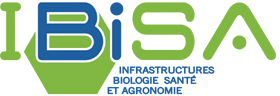 IBiSA
INFRASTRUCTURES
BIOLOGIE SANTÉ
ET AGRONOMIE